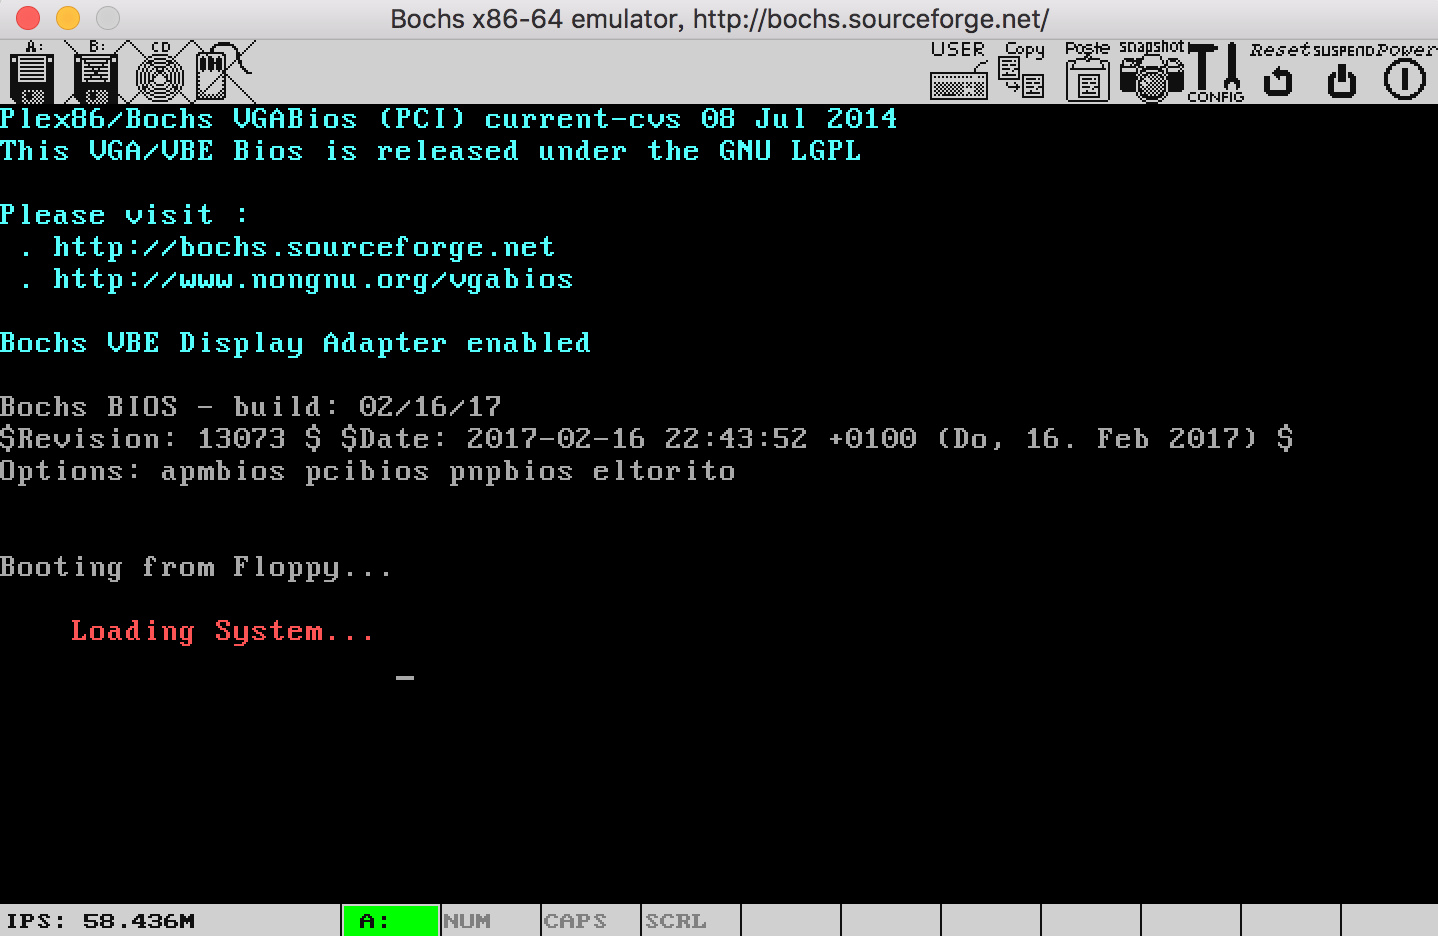 Bochs x86-64 emulator, http://bochs.sourceforge.net/
A: B: CD USER Copy Paste snapshot CONFIG Reset SUSPEND Power
Plex86/Bochs VGABios (PCI) current-cvs 08 Jul 2014
This VGA/VBE Bios is released under the GNU LGPL
Please visit :
. http://bochs.sourceforge.net
. http://www.nongnu.org/vgabios
Bochs VBE Display Adapter enabled
Bochs BIOS - build: 02/16/17
$Revision: 13073 $ $Date: 2017-02-16 22:43:52 +0100 (Do, 16. Feb 2017) $
Options: apmbios pcibios pnpbios eltorito
Booting from Floppy...
Loading System...
IPS: 58.436M A: NUM CAPS SCRL